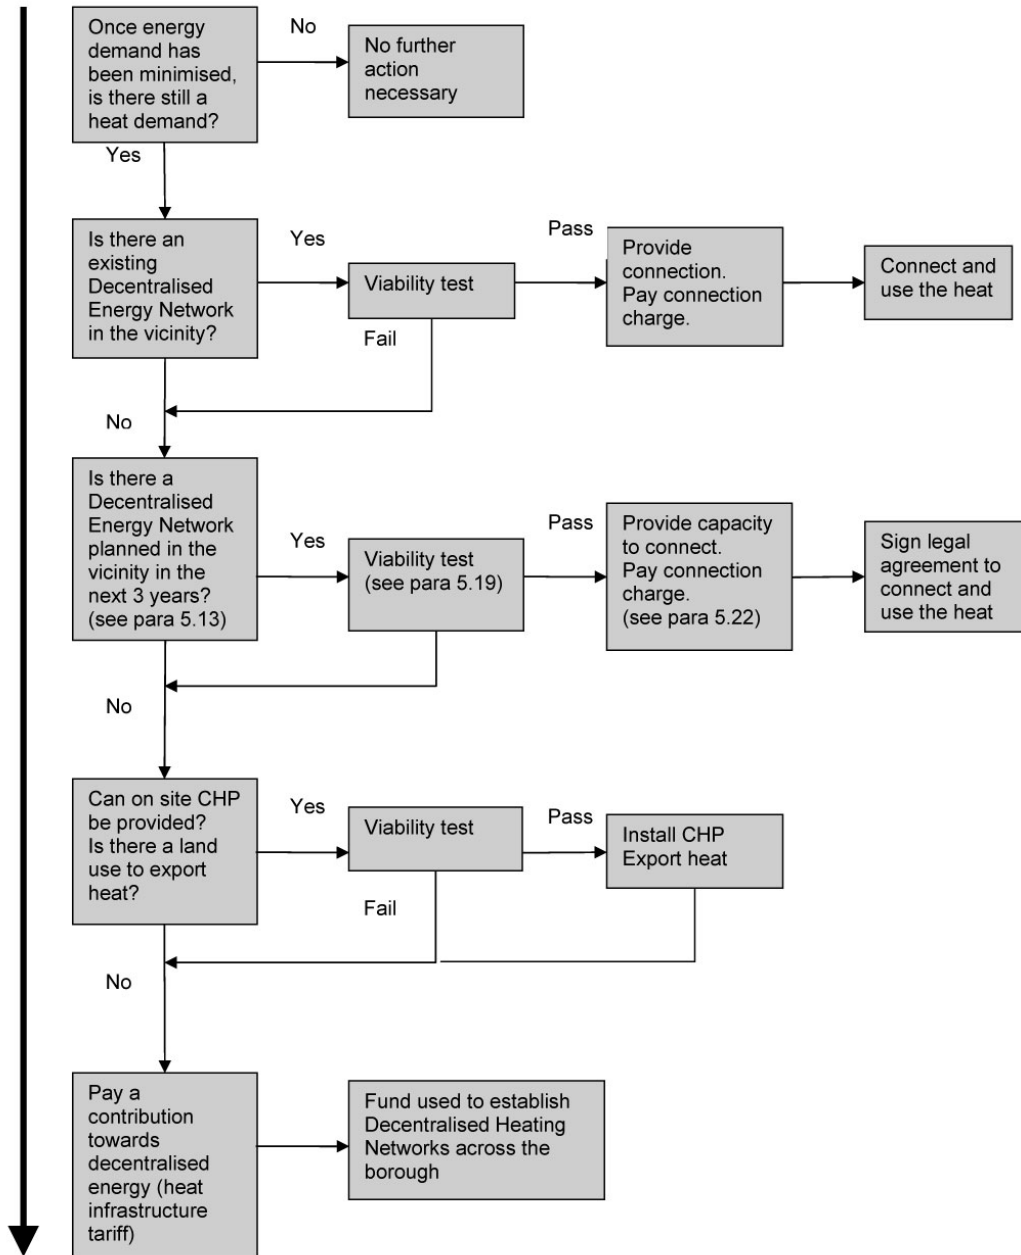 Once energy
demand has
been minimised,
is there still a
heat demand?
No
No further
action
necessary
Yes
Is there an
existing
Decentralised
Energy Network
in the vicinity?
Yes
Viability test
Pass
Provide
connection.
Pay connection
charge.
Connect and
use the heat
Fail
No
Is there a
Decentralised
Energy Network
planned in the
vicinity in the
next 3 years?
(see para 5.13)
Yes
Viability test
(see para 5.19)
Pass
Provide capacity
to connect.
Pay connection
charge.
(see para 5.22)
Sign legal
agreement to
connect and
use the heat
No
Can on site CHP
be provided?
Is there a land
use to export
heat?
Yes
Viability test
Pass
Install CHP
Export heat
Fail
No
Pay a
contribution
towards
decentralised
energy (heat
infrastructure
tariff)
Fund used to establish
Decentralised Heating
Networks across the
borough